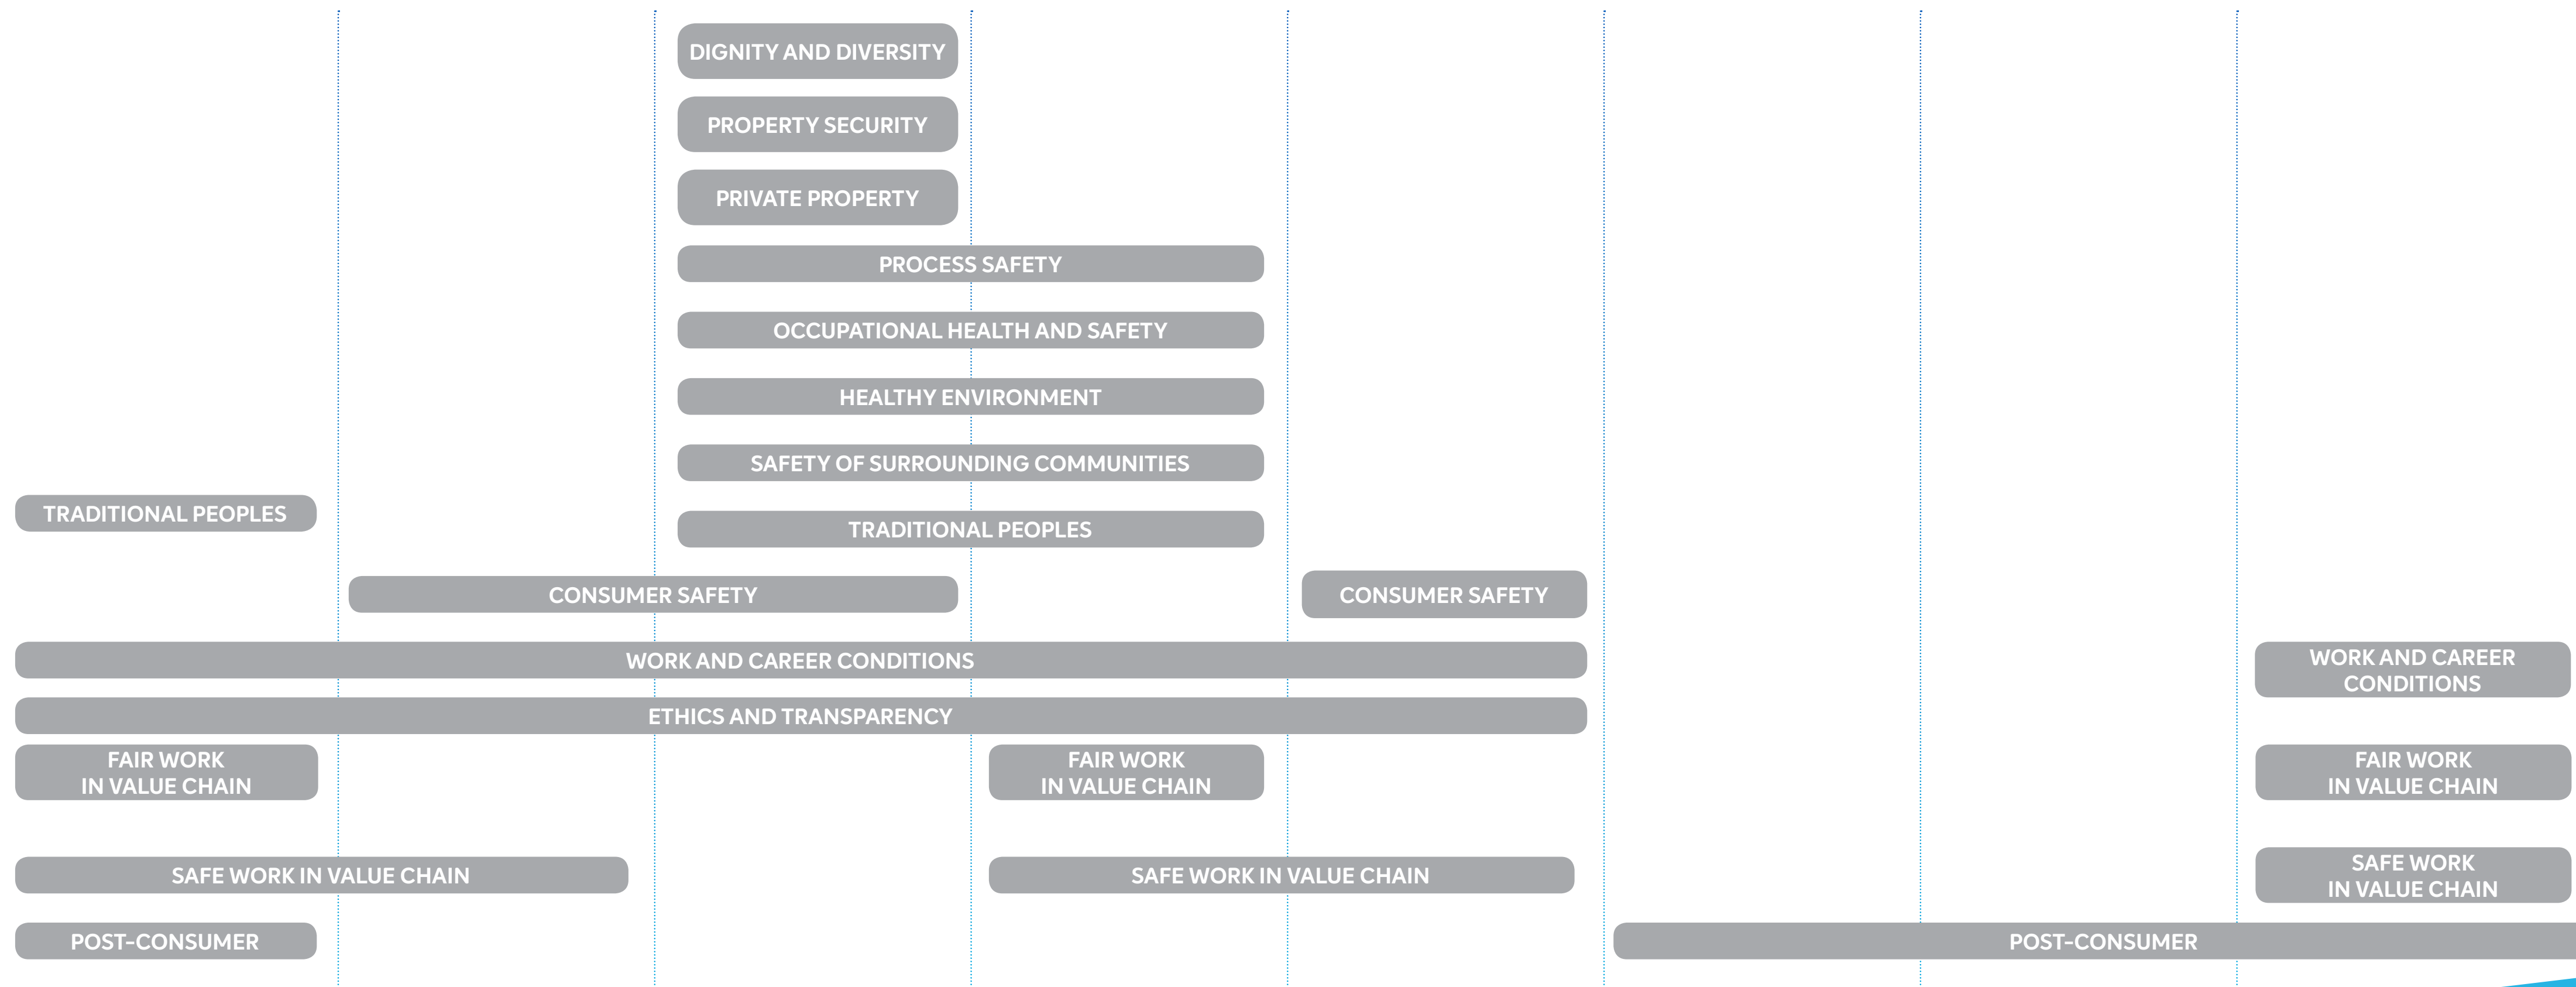 DIGNITY AND DIVERSITY
PROPERTY SECURITY
PRIVATE PROPERTY
PROCESS SAFETY
OCCUPATIONAL HEALTH AND SAFETY
HEALTHY ENVIRONMENT
SAFETY OF SURROUNDING COMMUNITIES
TRADITIONAL PEOPLES
TRADITIONAL PEOPLES
CONSUMER SAFETY
CONSUMER SAFETY
WORK AND CAREER CONDITIONS
WORK AND CAREER
CONDITIONS
ETHICS AND TRANSPARENCY
FAIR WORK
IN VALUE CHAIN
FAIR WORK
IN VALUE CHAIN
FAIR WORK
IN VALUE CHAIN
SAFE WORK IN VALUE CHAIN
SAFE WORK IN VALUE CHAIN
SAFE WORK
IN VALUE CHAIN
POST-CONSUMER
POST-CONSUMER